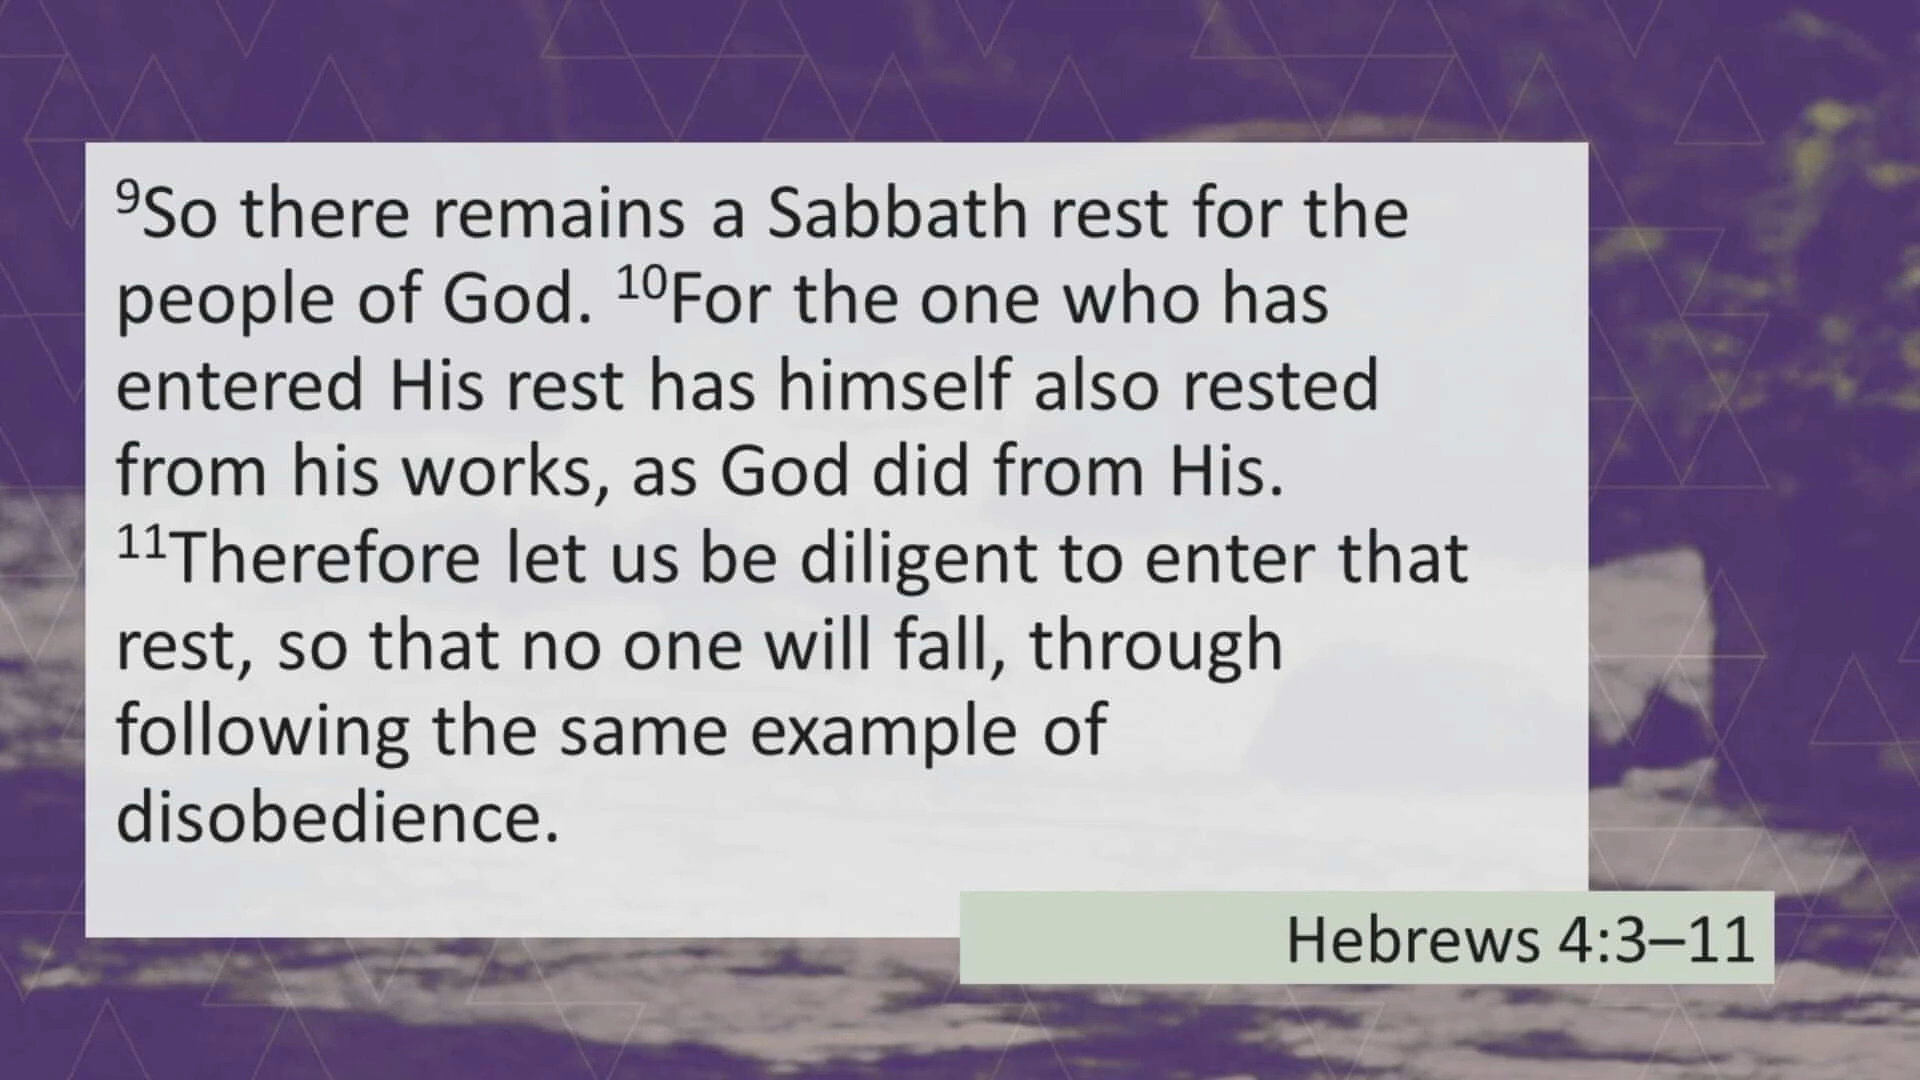 ⁹So there remains a Sabbath rest for the
people of God. ¹⁰For the one who has
entered His rest has himself also rested
from his works, as God did from His.
¹¹Therefore let us be diligent to enter that
rest, so that no one will fall, through
following the same example of
disobedience.
Hebrews 4:3–11